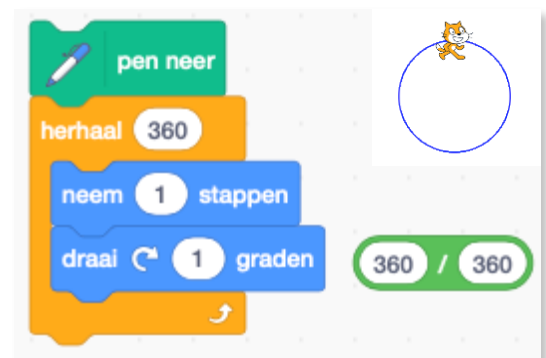 pen neer
herhaal 360
neem 1 stappen
draai 1 graden
360 / 360